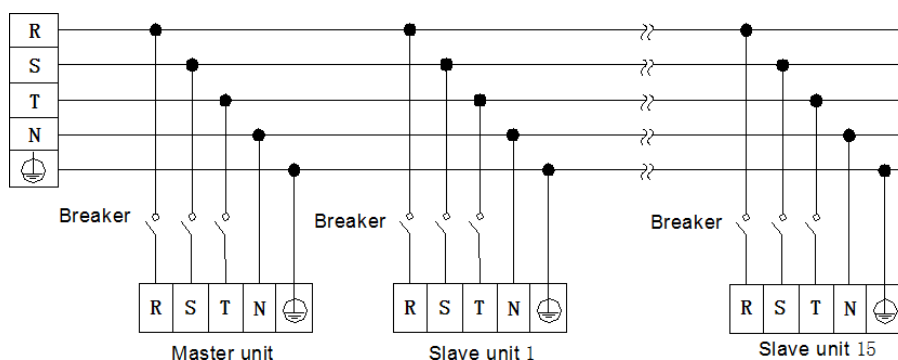 R
S
T
N
Breaker
Breaker
Breaker
R S T N
R S T N
R S T N
Master unit
Slave unit 1
Slave unit 15